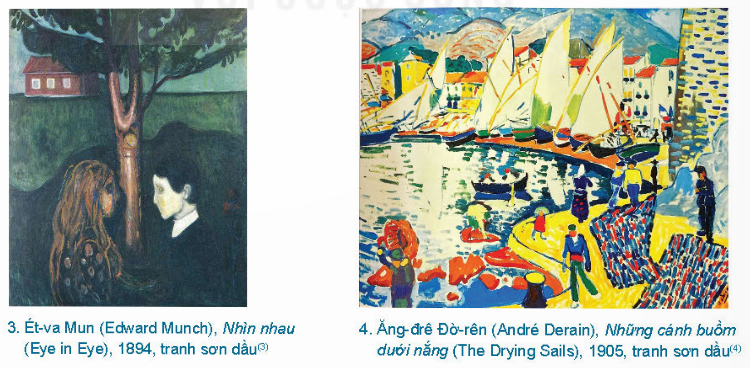 3. Ét-va Mun (Edward Munch), Nhìn nhau
(Eye in Eye), 1894, tranh sơn dầu(3)
4. Ăng-đrê Đờ-rên (André Derain), Những cánh buồm
dưới nắng (The Drying Sails), 1905, tranh sơn dầu(4)